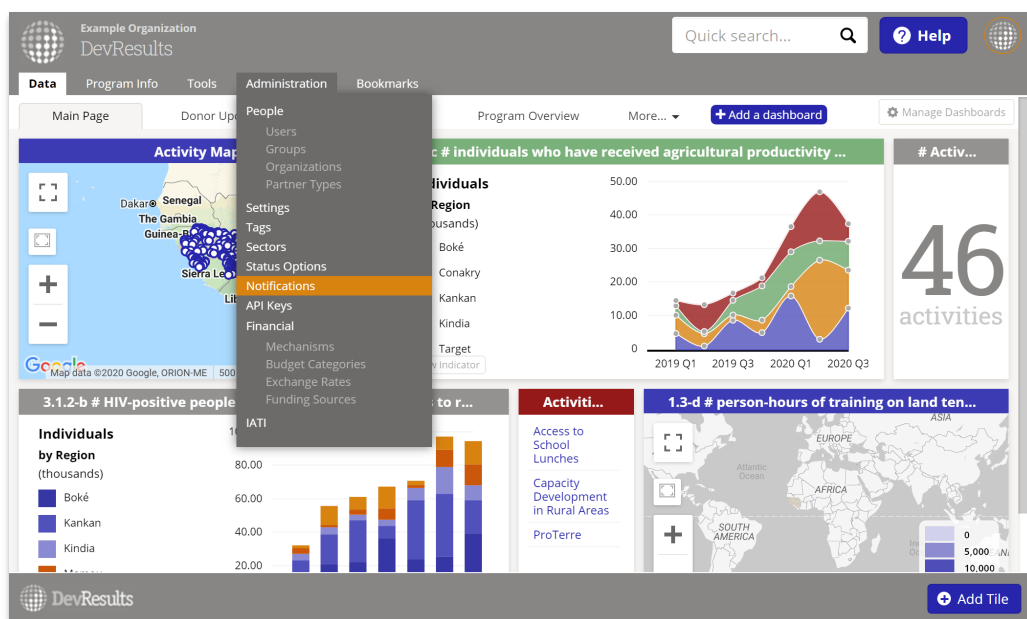 Example Organization
DevResults
Quick search...
Help
Data
Program Info
Tools
Administration
Bookmarks
Main Page
Donor Up
Program Overview
More...
Add a dashboard
Manage Dashboards
People
Users
Groups
Organizations
Partner Types
Settings
Tags
Sectors
Status Options
Notifications
API Keys
Financial
Mechanisms
Budget Categories
Exchange Rates
Funding Sources
IATI
Activity Map
Dakar
Senegal
The Gambia
Guinea-B
Sierra Le
Lib
Google
Map data ©2020 Google, ORION-ME
500
c # individuals who have received agricultural productivity ...
dividuals
Region
ousands)
Boké
Conakry
Kankan
Kindia
Target
w Indicator
50.00
40.00
30.00
20.00
10.00
0
2019 Q1
2019 Q3
2020 Q1
2020 Q3
# Activ...
46
activities
3.1.2-b # HIV-positive people
s to r...
Individuals
by Region
(thousands)
Boké
Kankan
Kindia
80.00
60.00
40.00
20.00
Activiti...
Access to
School
Lunches
Capacity
Development
in Rural Areas
ProTerre
1.3-d # person-hours of training on land ten...
ASIA
EUROPE
Atlantic
Ocean
AFRICA
SOUTH
AMERICA
0
5,000
10,000
DevResults
Add Tile